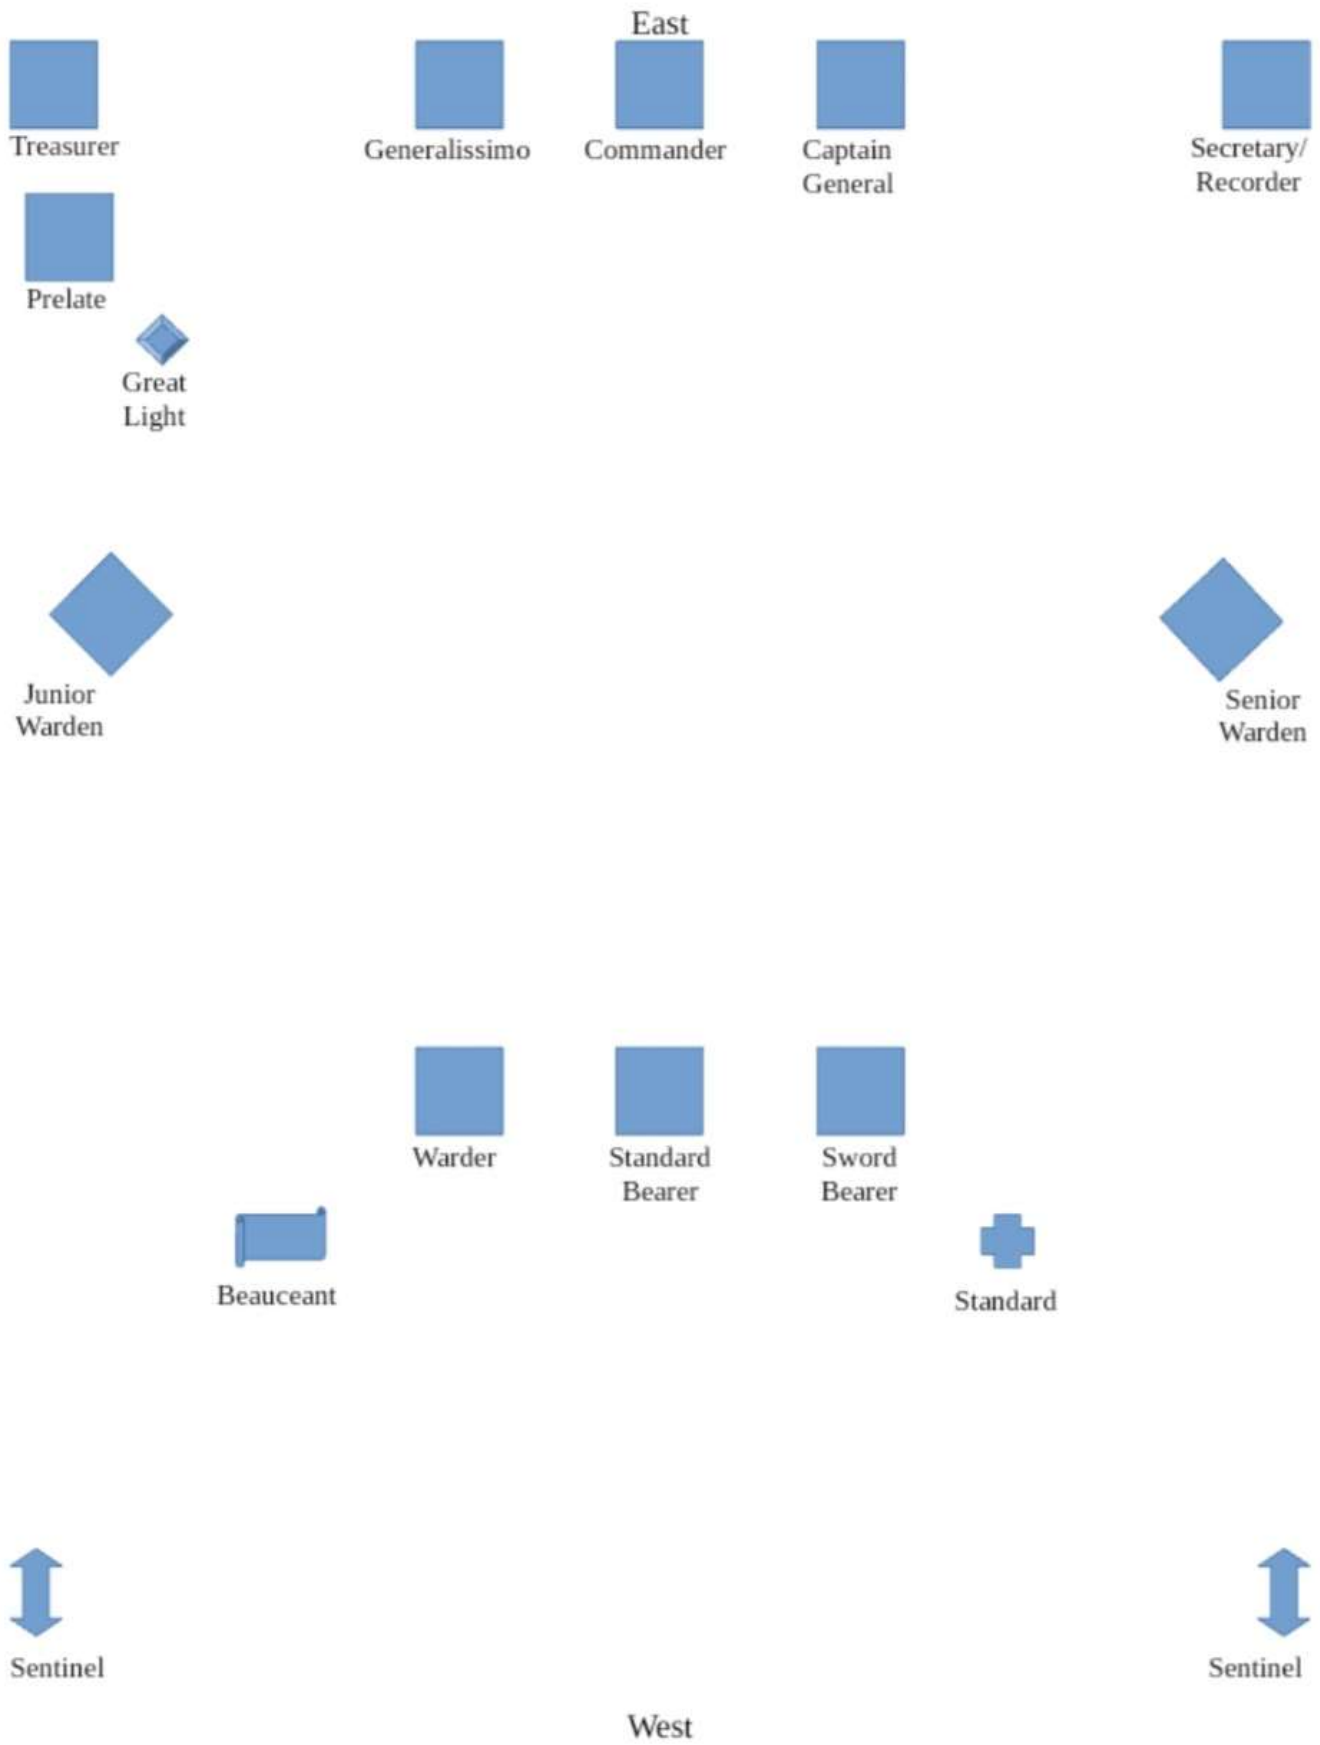 East
Treasurer
Generalissimo
Commander
Captain
General
Secretary/
Recorder
Prelate
Great
Light
Junior
Warden
Senior
Warden
Warder
Standard
Bearer
Sword
Bearer
Beauceant
Standard
Sentinel
Sentinel
West